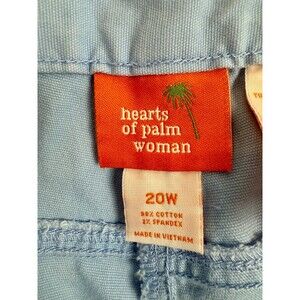 hearts
of palm
woman
20W
98% COTTON
2% SPANDEX
MADE IN VIETNAM